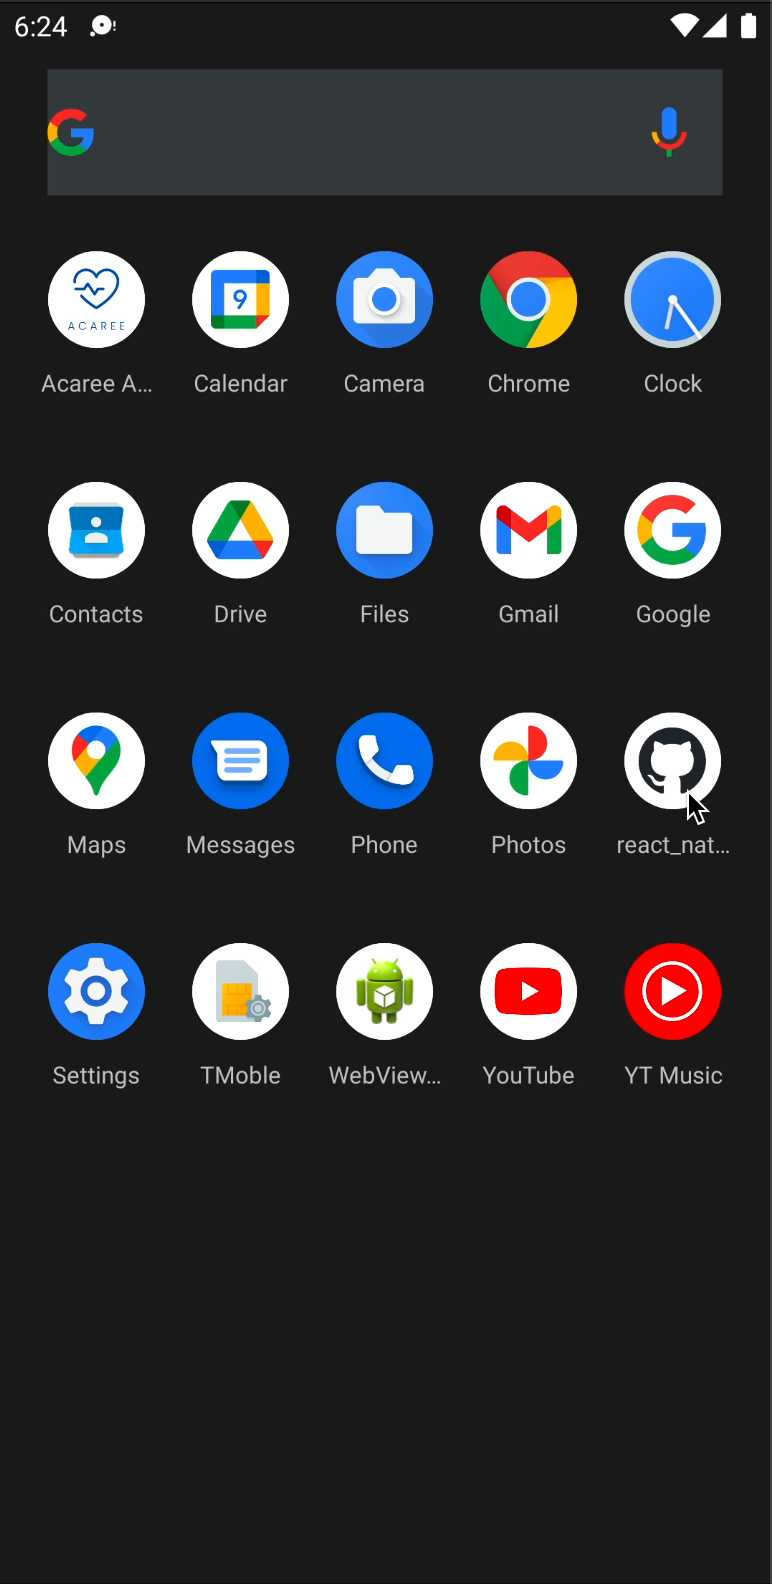 6:24
ACAREE
9
Acaree A... Calendar Camera Chrome Clock
Contacts Drive Files Gmail Google
Maps Messages Phone Photos react_nat...
Settings TMoble WebView... YouTube YT Music